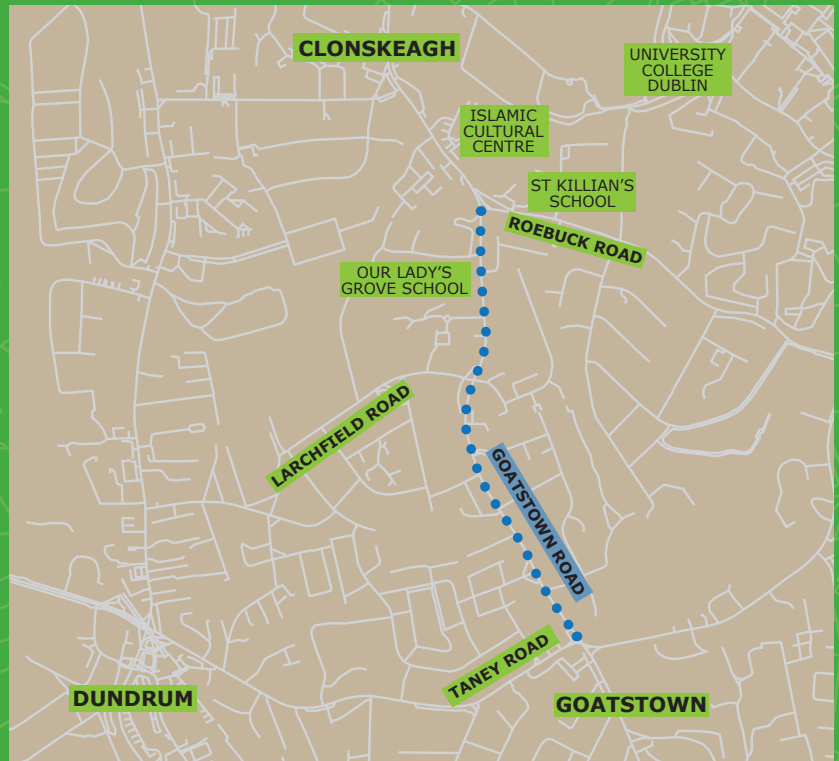 CLONSKEAGH
UNIVERSITY
COLLEGE
DUBLIN
ISLAMIC
CULTURAL
CENTRE
ST KILLIAN'S
SCHOOL
ROEBUCK ROAD
OUR LADY'S
GROVE SCHOOL
LARCHFIELD ROAD
GOATSTOWN ROAD
TANEY ROAD
DUNDRUM
GOATSTOWN